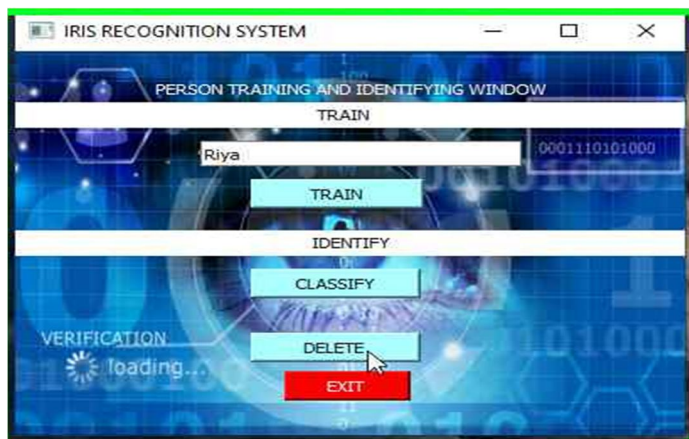 IRIS RECOGNITION SYSTEM
PERSON TRAINING AND IDENTIFYING WINDOW
TRAIN
Riya
0001110101000
TRAIN
IDENTIFY
CLASSIFY
VERIFICATION
loading...
DELETE
EXIT